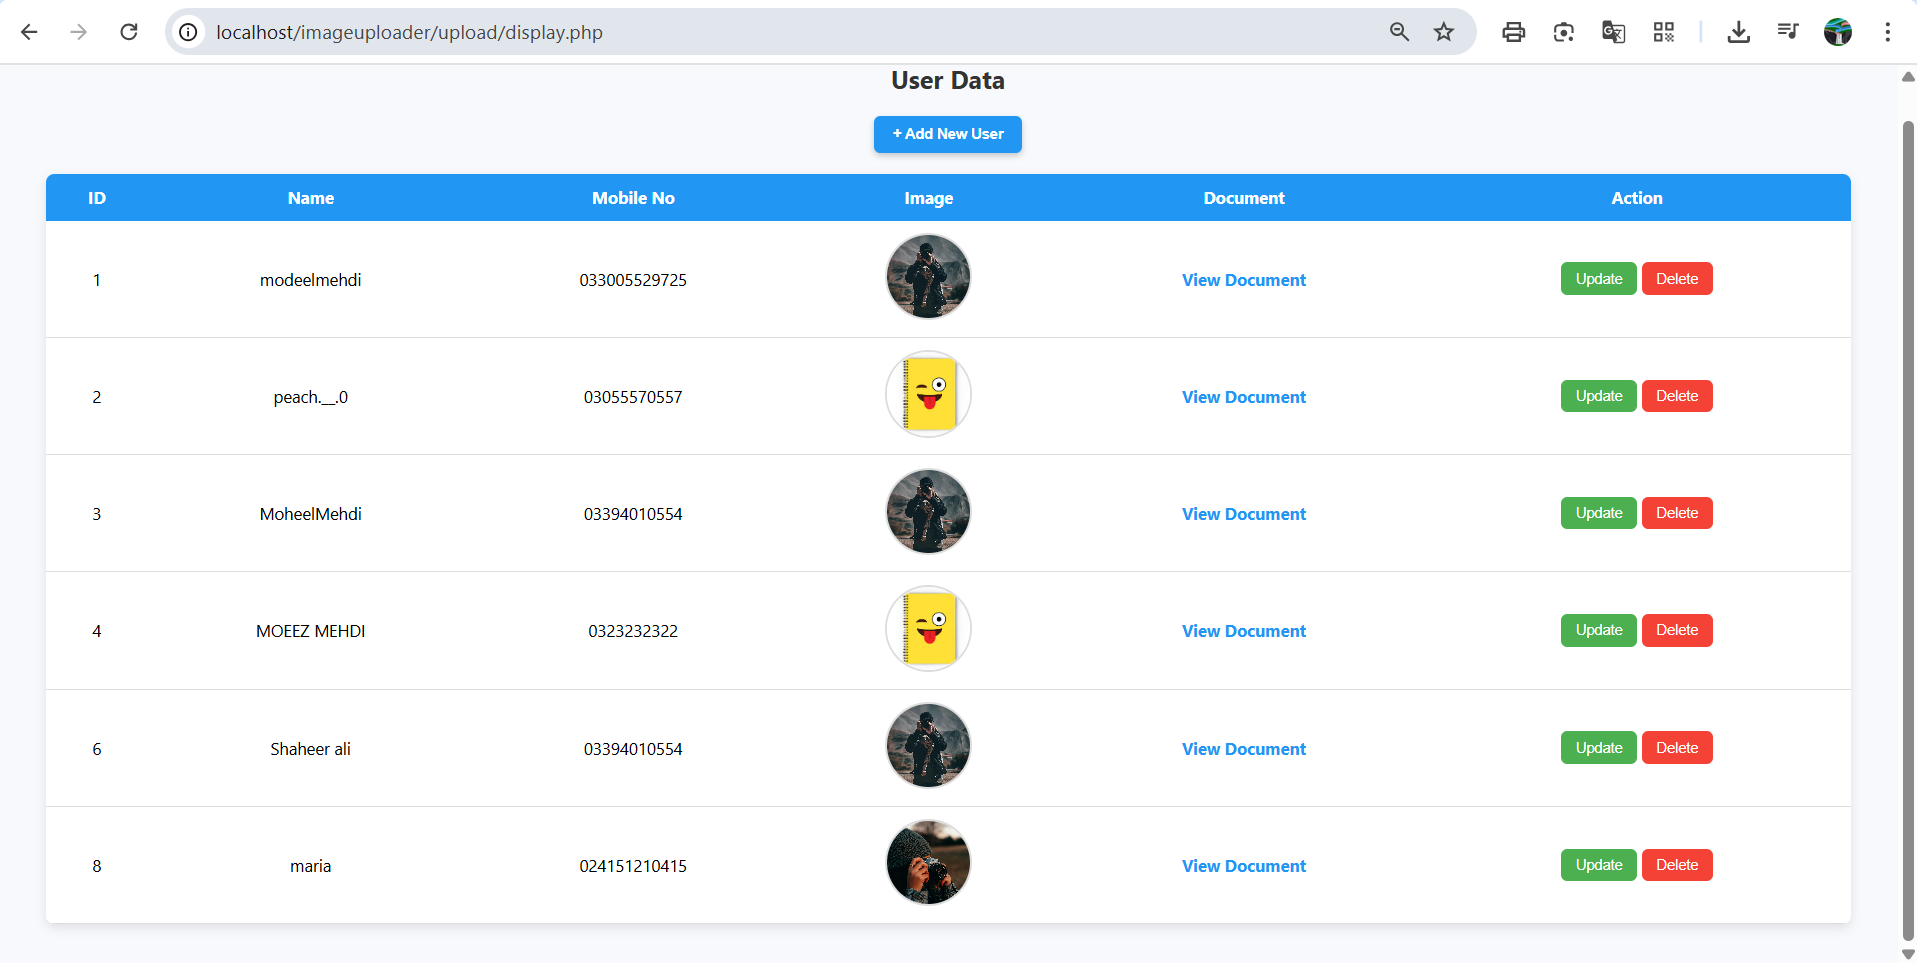 localhost/imageuploader/upload/display.php
User Data
+ Add New User
ID Name Mobile No Image Document Action
1 modeelmehdi 033005529725 View Document Update Delete
2 peach.__.0 03055570557 View Document Update Delete
3 MoheelMehdi 03394010554 View Document Update Delete
4 MOEEZ MEHDI 0323232322 View Document Update Delete
6 Shaheer ali 03394010554 View Document Update Delete
8 maria 024151210415 View Document Update Delete